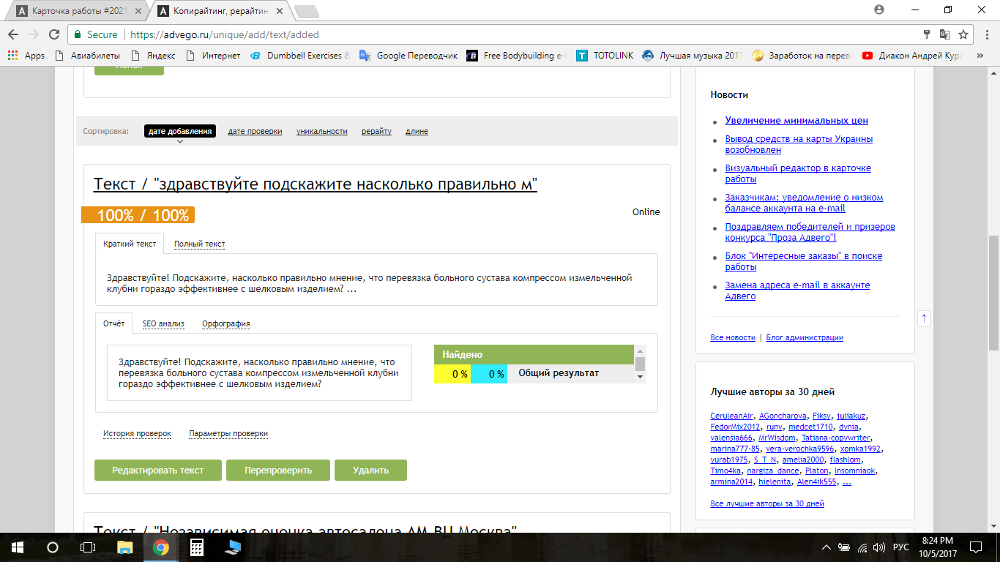 Карточка работы #2021
Копирайтинг, рерайтинг
Secure
https://advego.ru/unique/add/text/added
Apps
Авиабилеты
Яндекс
Интернет
Dumbbell Exercises &
Google Переводчик
Free Bodybuilding e-
TOTOLINK
Лучшая музыка 2017
Заработок на перев
Диакон Андрей Кура
»
Поиск
Сортировка: дате добавления дате проверки уникальности рерайту длине
Текст / "здравствуйте подскажите насколько правильно м"
100% / 100%
Online
Краткий текст Полный текст
Здравствуйте! Подскажите, насколько правильно мнение, что перевязка больного сустава компрессом измельченной
клубни гораздо эффективнее с шелковым изделием? ...
Отчёт SEO анализ Орфография
Здравствуйте! Подскажите, насколько правильно мнение, что
перевязка больного сустава компрессом измельченной клубни
гораздо эффективнее с шелковым изделием?
Найдено
0 % 0 % Общий результат
История проверок Параметры проверки
Редактировать текст Перепроверить Удалить
Текст / "Независимая оценка автосалона АМ ВЦ Москва"
Новости
Увеличение минимальных цен
Вывод средств на карты Украины
возобновлен
Визуальный редактор в карточке
работы
Заказчикам: уведомление о низком
балансе аккаунта на e-mail
Поздравляем победителей и призеров
конкурса "Проза Адвего"!
Блок "Интересные заказы" в поиске
работы
Замена адреса e-mail в аккаунте
Адвего
Все новости | Блог администрации
Лучшие авторы за 30 дней
CeruleanAir, AGoncharova, Fiksy, juliakuz,
FedorMix2012, runy, medcet1710, dynia,
valensia666, MrWisdom, Tatiana-copywriter,
marina777-85, vera-verochka9596, xomka1992,
yurab1975, S_T_N, amelia2000, flashlom,
Timo4ka, nargiza_dance, Platon, Insomniaok,
armina2014, hielenita, Alen4ik555, ...
Все лучшие авторы за 30 дней
РУС
8:24 PM
10/5/2017